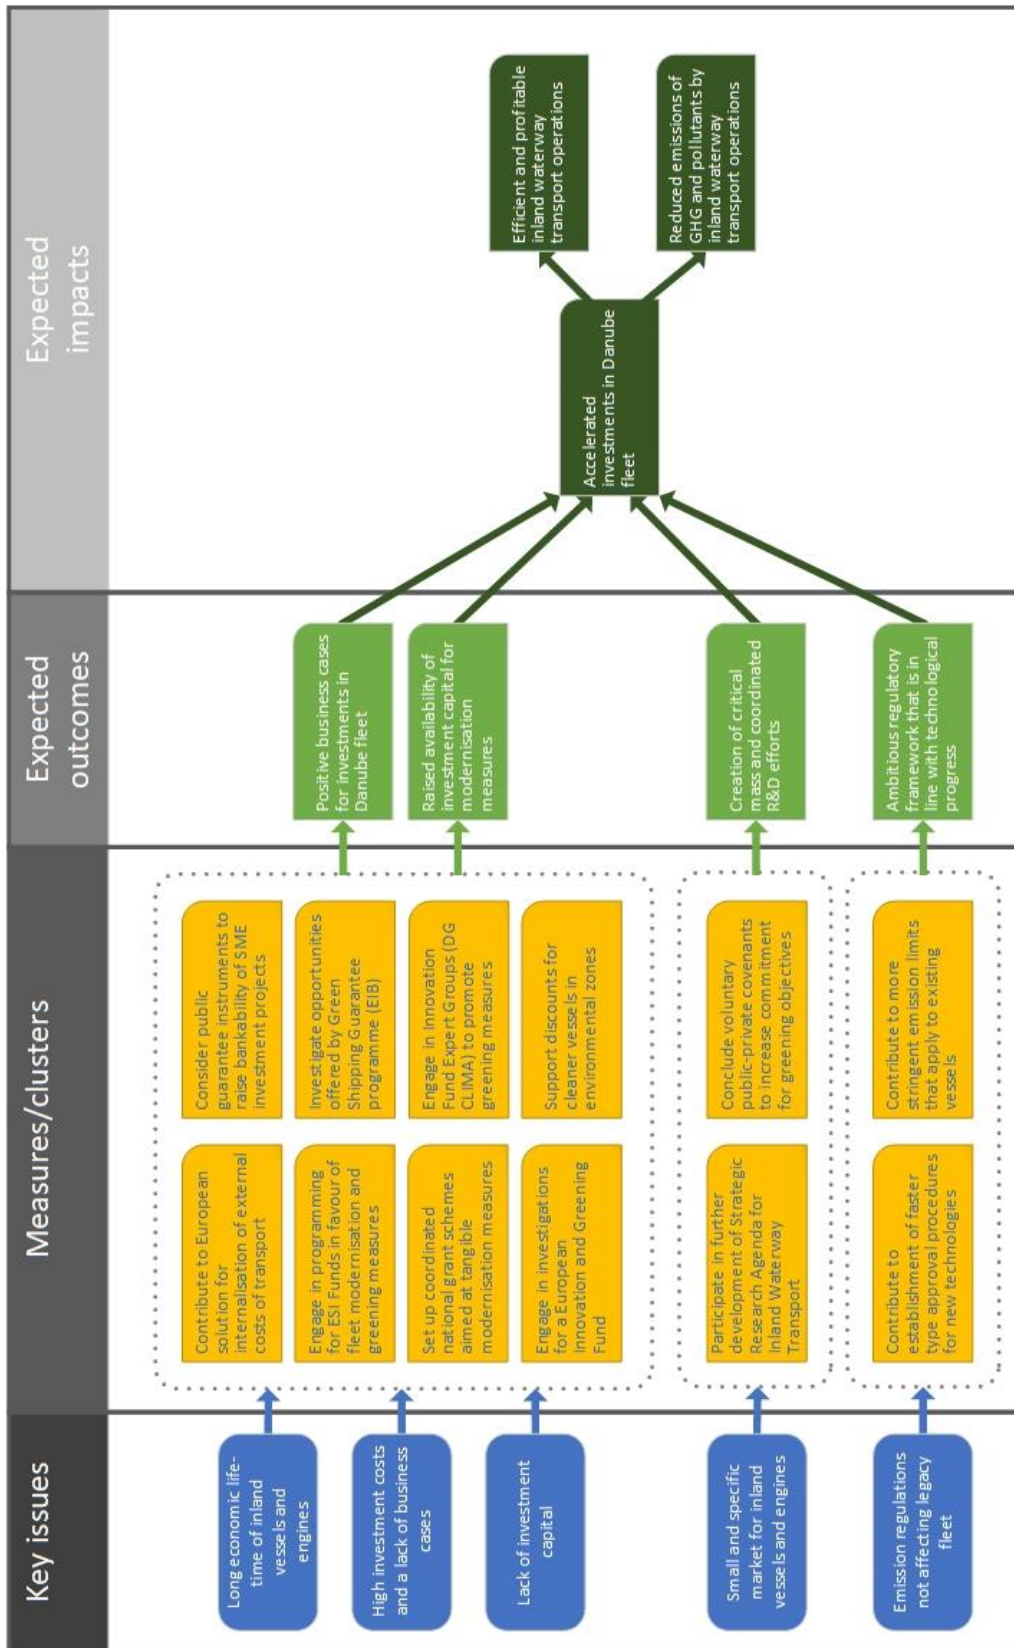 Key issues
Measures/clusters
Expected
outcomes
Expected
impacts
Long economic life-
time of inland
vessels and
engines
High investment costs
and a lack of business
cases
Lack of investment
capital
Small and specific
market for inland
vessels and engines
Emission regulations
not affecting legacy
fleet
Contribute to European
solution for
internalisation of external
costs of transport
Consider public
guarantee instruments to
raise bankability of SME
investment projects
Engage in programming
for ESI Funds in favour of
fleet modernisation and
greening measures
Investigate opportunities
offered by Green
Shipping Guarantee
programme (EIB)
Set up coordinated
national grant schemes
aimed at tangible
modernisation measures
Engage in Innovation
Fund Expert Groups (DG
CLIMA) to promote
greening measures
Engage in investigations
for a European
Innovation and Greening
Fund
Support discounts for
cleaner vessels in
environmental zones
Participate in further
development of Strategic
Research Agenda for
Inland Waterway
Transport
Conclude voluntary
public-private covenants
to increase commitment
for greening objectives
Contribute to
establishment of faster
type approval procedures
for new technologies
Contribute to more
stringent emission limits
that apply to existing
vessels
Positive business cases
for investments in
Danube fleet
Raised availability of
investment capital for
modernisation
measures
Creation of critical
mass and coordinated
R&D efforts
Ambitious regulatory
framework that is in
line with technological
progress
Accelerated
investments in Danube
fleet
Efficient and profitable
inland waterway
transport operations
Reduced emissions of
GHG and pollutants by
inland waterway
transport operations